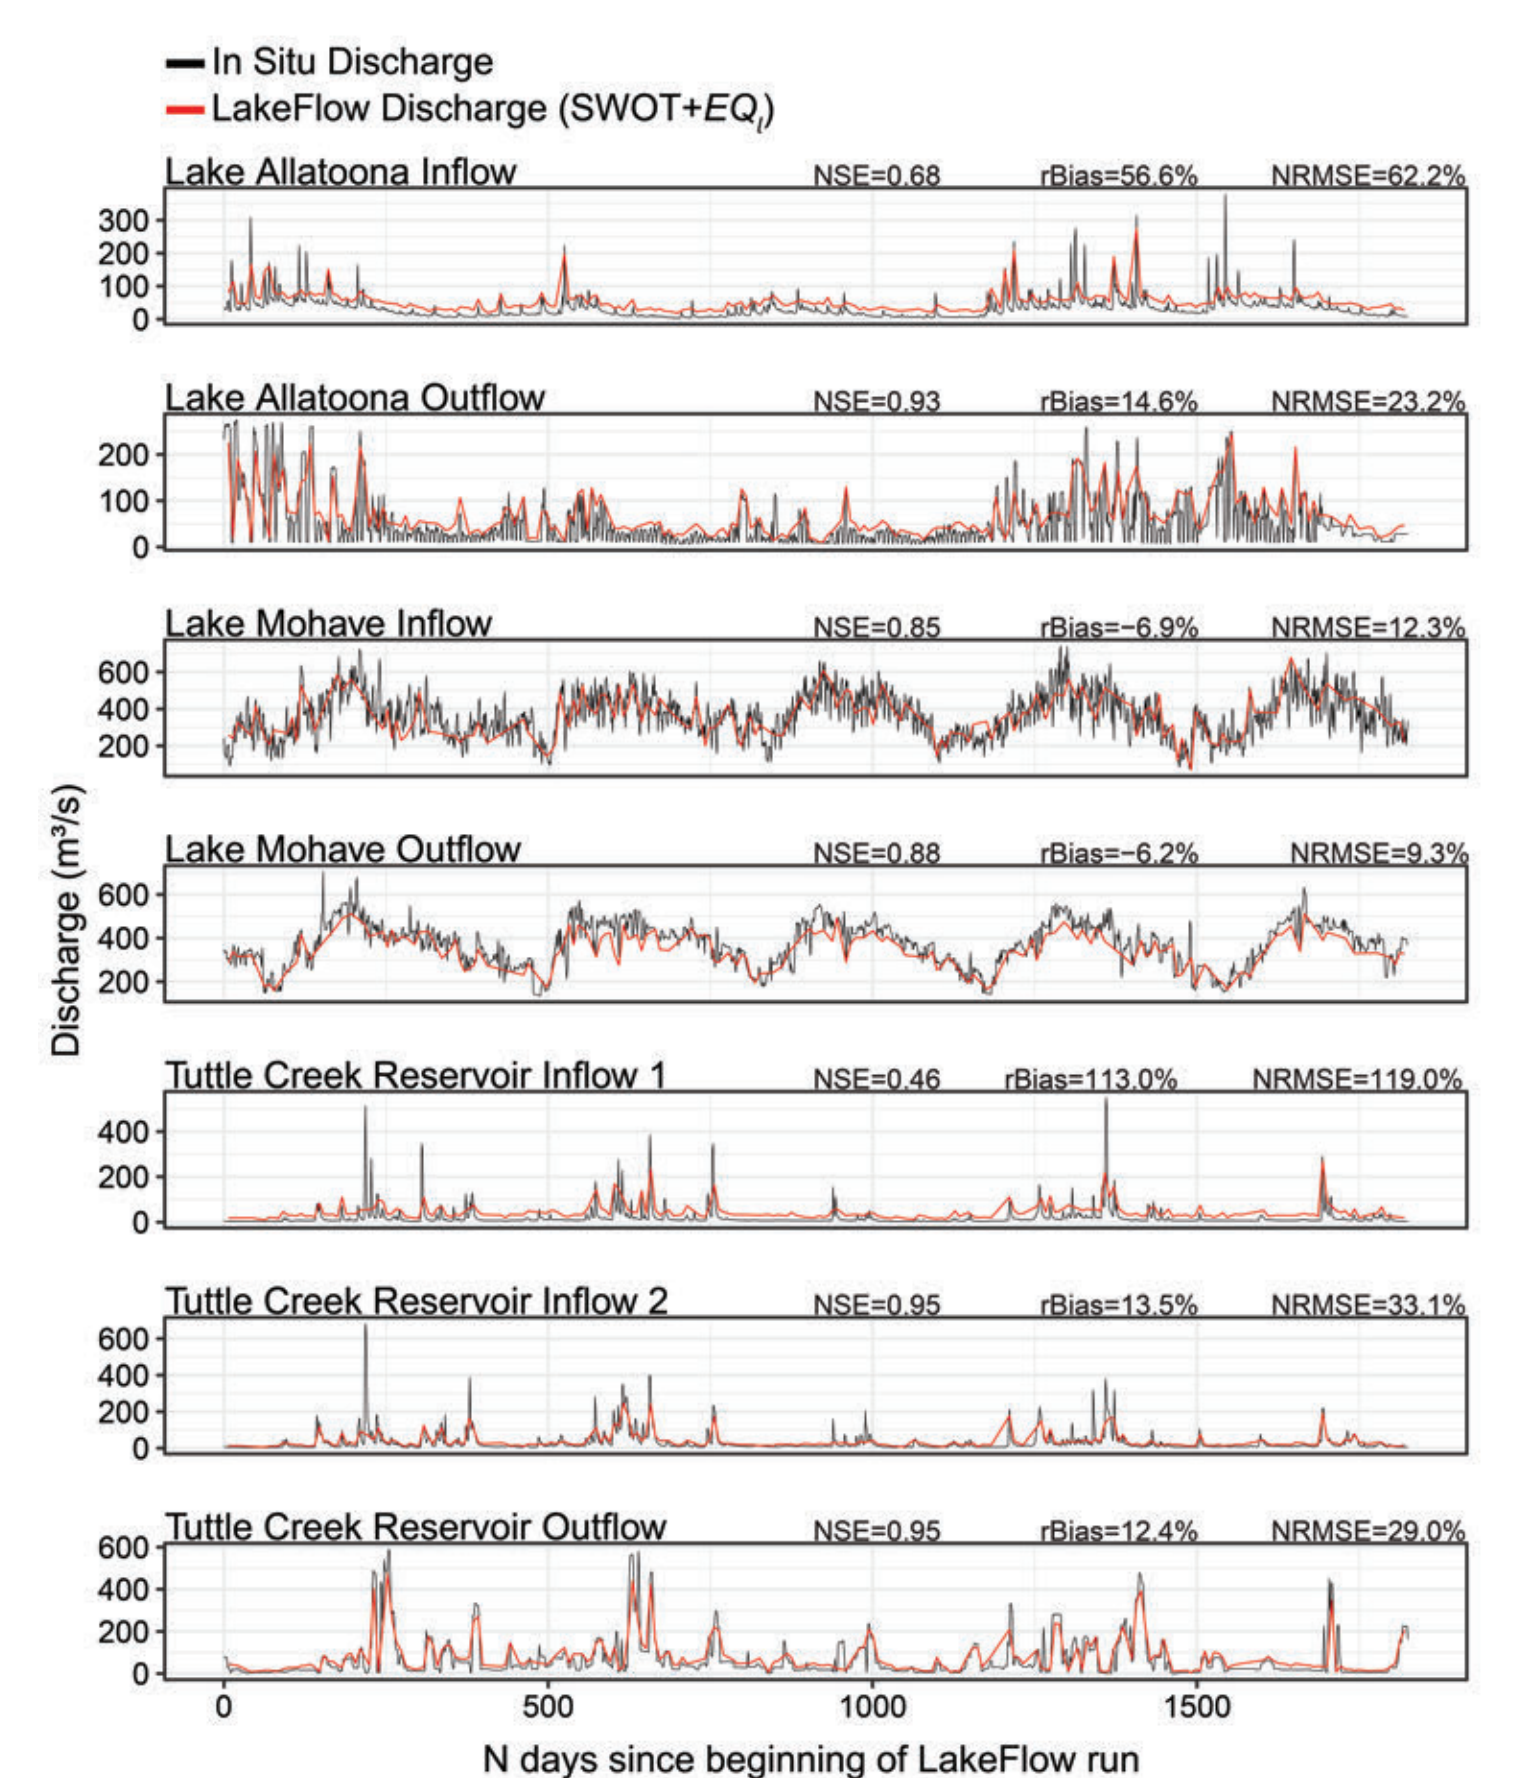 In Situ Discharge
LakeFlow Discharge (SWOT+EQl)
Lake Allatoona Inflow NSE=0.68 rBias=56.6% NRMSE=62.2%
300
200
100
0
Lake Allatoona Outflow NSE=0.93 rBias=14.6% NRMSE=23.2%
200
100
0
Lake Mohave Inflow NSE=0.85 rBias=−6.9% NRMSE=12.3%
600
400
200
Lake Mohave Outflow NSE=0.88 rBias=−6.2% NRMSE=9.3%
600
400
200
Discharge (m³/s)
Tuttle Creek Reservoir Inflow 1 NSE=0.46 rBias=113.0% NRMSE=119.0%
400
200
0
Tuttle Creek Reservoir Inflow 2 NSE=0.95 rBias=13.5% NRMSE=33.1%
600
400
200
0
Tuttle Creek Reservoir Outflow NSE=0.95 rBias=12.4% NRMSE=29.0%
600
400
200
0
0 500 1000 1500
N days since beginning of LakeFlow run